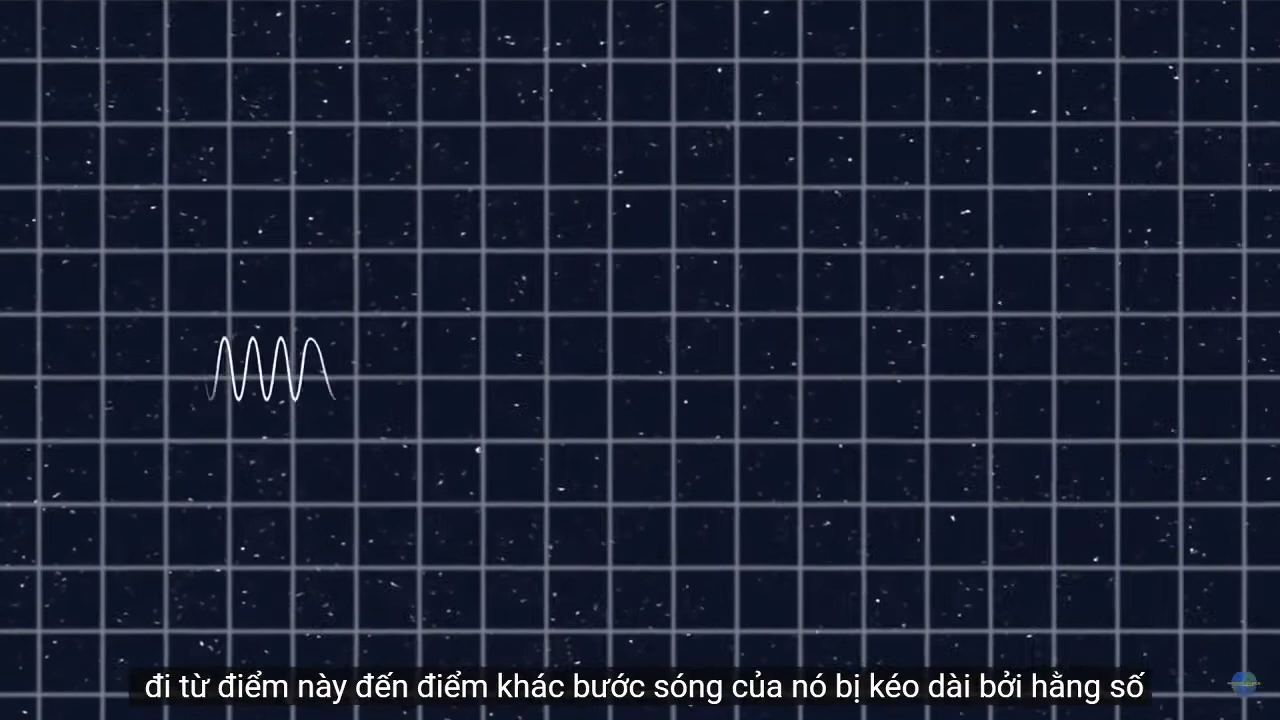 đi từ điểm này đến điểm khác bước sóng của nó bị kéo dài bởi hằng số